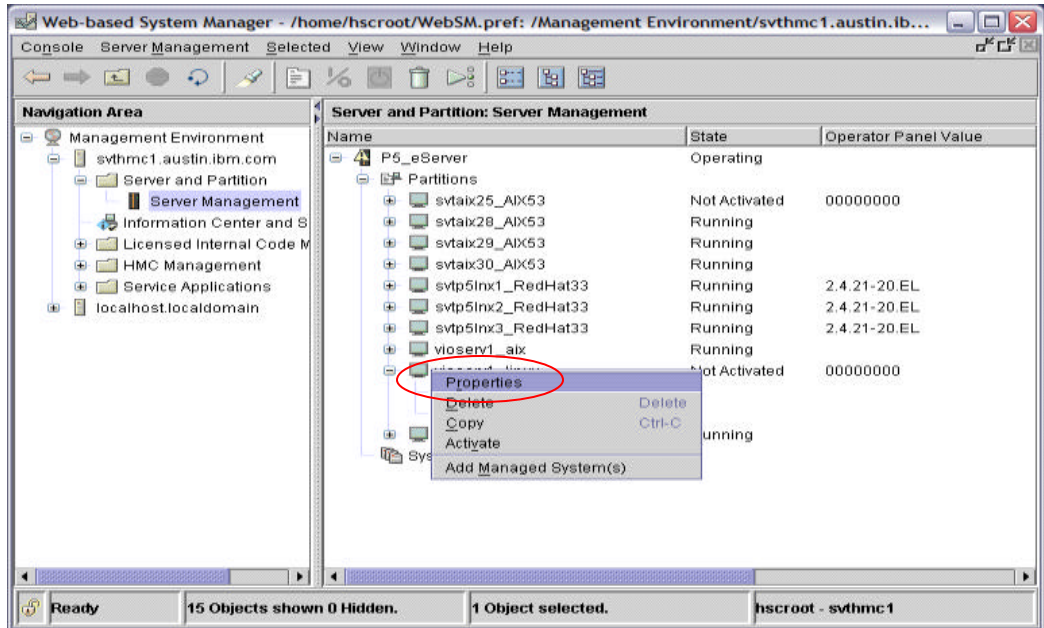 Web-based System Manager - /home/hscroot/WebSM.pref: /Management Environment/svthmc1.austin.ib...
Console Server Management Selected View Window Help
Navigation Area
Management Environment
svthmc1.austin.ibm.com
Server and Partition
Server Management
Information Center and S
Licensed Internal Code M
HMC Management
Service Applications
localhost.localdomain
Server and Partition: Server Management
Name State Operator Panel Value
P5_eServer Operating
Partitions
svtaix25_AIX53 Not Activated 00000000
svtaix28_AIX53 Running
svtaix29_AIX53 Running
svtaix30_AIX53 Running
svtp5lnx1_RedHat33 Running 2.4.21-20.EL
svtp5lnx2_RedHat33 Running 2.4.21-20.EL
svtp5lnx3_RedHat33 Running 2.4.21-20.EL
vioserv1_aix Running
Not Activated 00000000
Properties
Delete Delete
Copy Ctrl-C
Activate
unning
Sys
Add Managed System(s)
Ready 15 Objects shown 0 Hidden. 1 Object selected. hscroot - svthmc1